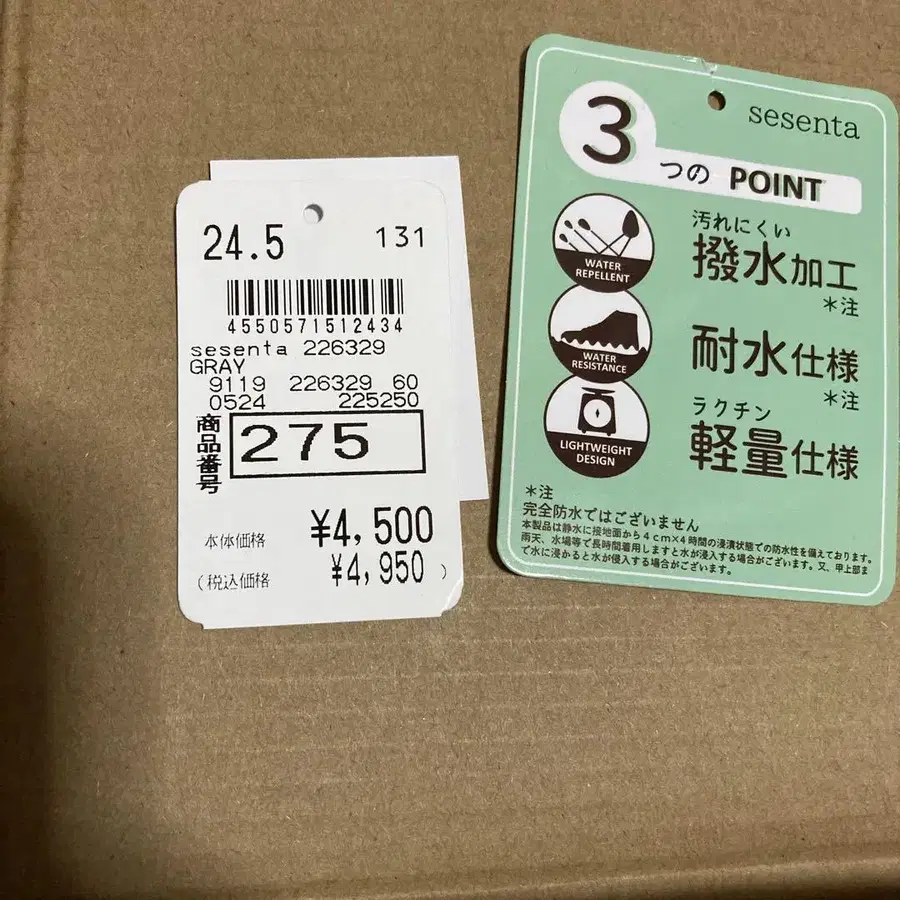 24.5 131
4550571512434
sesenta 226329
GRAY
9119 226329 60
0524 225250
商品番号 275
本体価格 ¥4,500
(税込価格 ¥4,950 )
sesenta
3つの POINT
WATER REPELLENT
汚れにくい
撥水加工
*注
WATER RESISTANCE
耐水仕様
*注
LIGHTWEIGHT DESIGN
ラクチン
軽量仕様
*注
完全防水ではございません
本製品は静水に接地面から4cm×4時間の浸漬状態での防水性を備えております。
雨天、水場等で長時間着用しますと水が浸入する場合がございます。又、甲上部ま
で水に浸かると水が侵入する場合がございます。